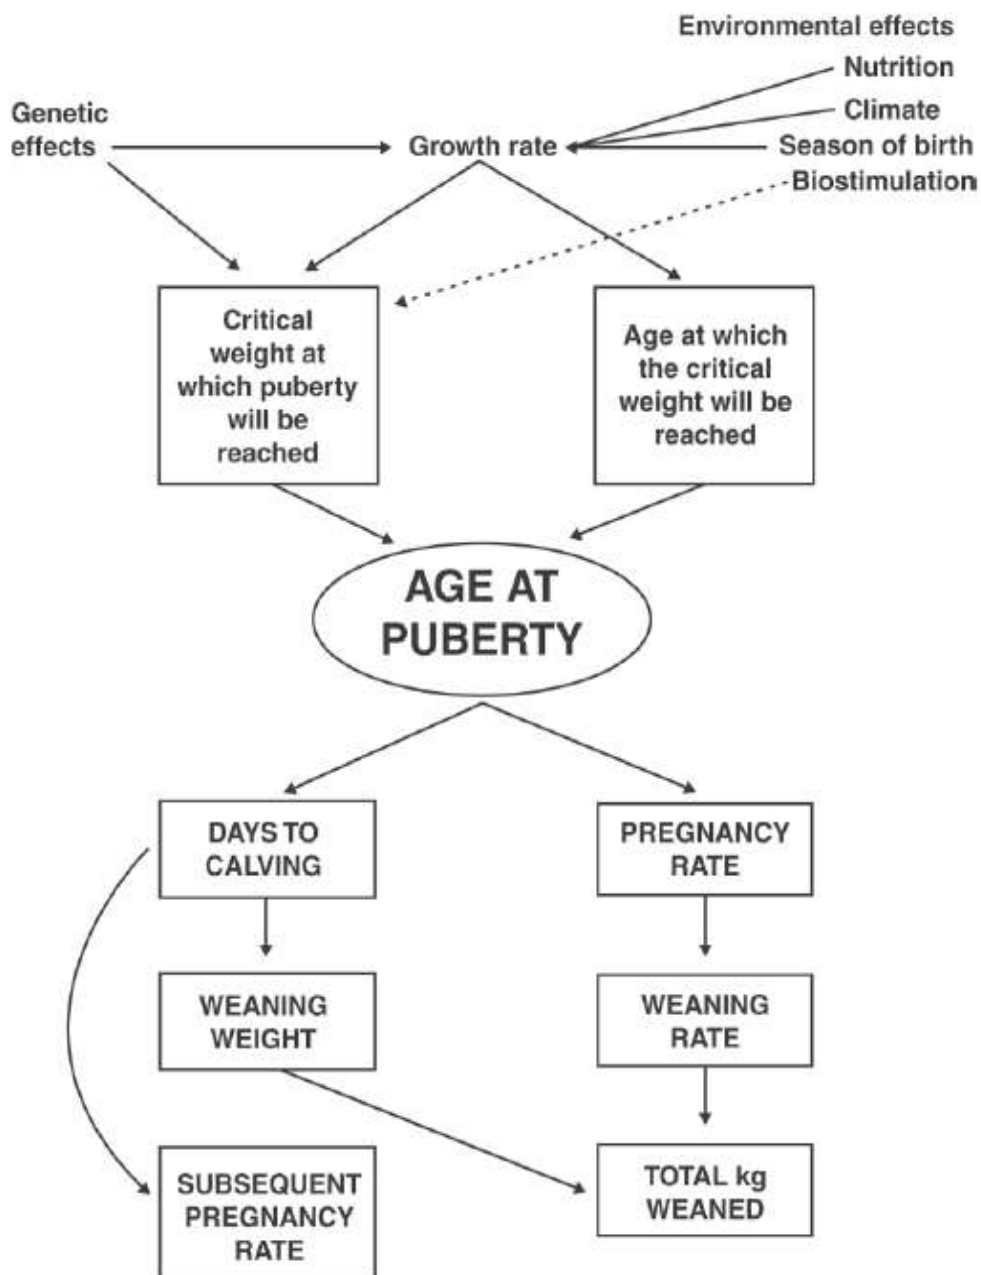 Environmental effects
Nutrition
Climate
Season of birth
Biostimulation
Genetic
effects
Growth rate
Critical
weight at
which puberty
will be
reached
Age at which
the critical
weight will be
reached
AGE AT
PUBERTY
DAYS TO
CALVING
PREGNANCY
RATE
WEANING
WEIGHT
WEANING
RATE
SUBSEQUENT
PREGNANCY
RATE
TOTAL kg
WEANED